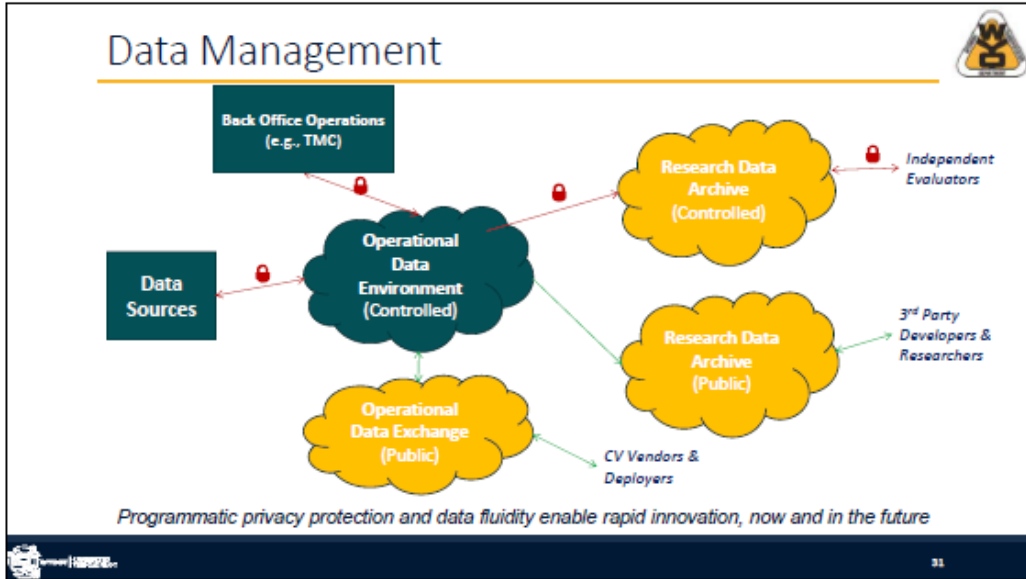 Data Management
WYO
Back Office Operations
(e.g., TMC)
Research Data
Archive
(Controlled)
Independent
Evaluators
Operational
Data
Environment
(Controlled)
Data
Sources
3rd Party
Developers &
Researchers
Research Data
Archive
(Public)
Operational
Data Exchange
(Public)
CV Vendors &
Deployers
Programmatic privacy protection and data fluidity enable rapid innovation, now and in the future
31